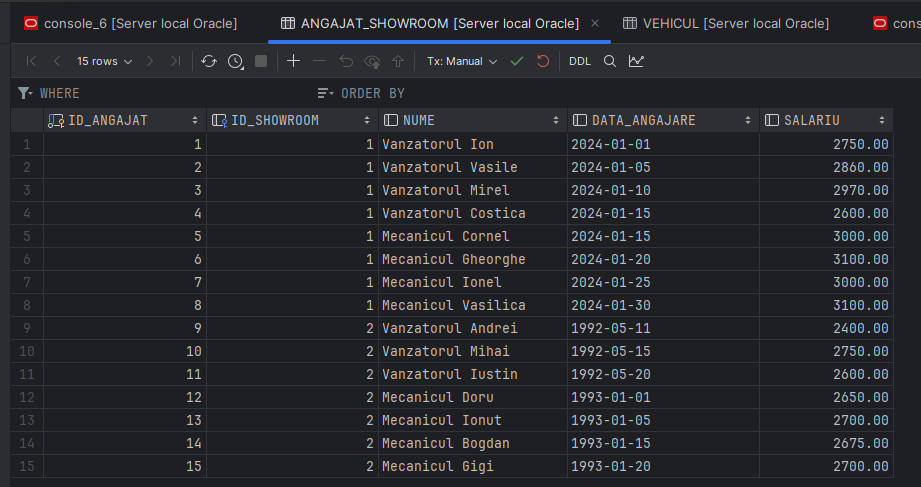 console_6 [Server local Oracle] ANGAJAT_SHOWROOM [Server local Oracle] VEHICUL [Server local Oracle] cons
15 rows Tx: Manual DDL
WHERE ORDER BY
ID_ANGAJAT ID_SHOWROOM NUME DATA_ANGAJARE SALARIU
1 1 1 Vanzatorul Ion 2024-01-01 2750.00
2 2 1 Vanzatorul Vasile 2024-01-05 2860.00
3 3 1 Vanzatorul Mirel 2024-01-10 2970.00
4 4 1 Vanzatorul Costica 2024-01-15 2600.00
5 5 1 Mecanicul Cornel 2024-01-15 3000.00
6 6 1 Mecanicul Gheorghe 2024-01-20 3100.00
7 7 1 Mecanicul Ionel 2024-01-25 3000.00
8 8 1 Mecanicul Vasilica 2024-01-30 3100.00
9 9 2 Vanzatorul Andrei 1992-05-11 2400.00
10 10 2 Vanzatorul Mihai 1992-05-15 2750.00
11 11 2 Vanzatorul Iustin 1992-05-20 2600.00
12 12 2 Mecanicul Doru 1993-01-01 2650.00
13 13 2 Mecanicul Ionut 1993-01-05 2700.00
14 14 2 Mecanicul Bogdan 1993-01-15 2675.00
15 15 2 Mecanicul Gigi 1993-01-20 2700.00